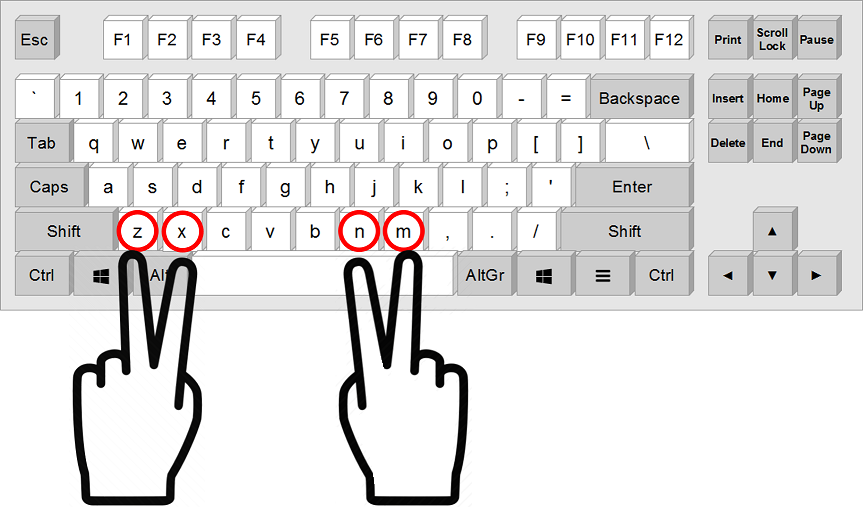 Esc F1 F2 F3 F4 F5 F6 F7 F8 F9 F10 F11 F12 Print Scroll Lock Pause
` 1 2 3 4 5 6 7 8 9 0 - = Backspace Insert Home Page Up
Tab q w e r t y u i o p [ ] \ Delete End Page Down
Caps a s d f g h j k l ; ' Enter
Shift z x c v b n m , . / Shift ▲
Ctrl Alt AltGr ☰ Ctrl ◄ ▼ ►